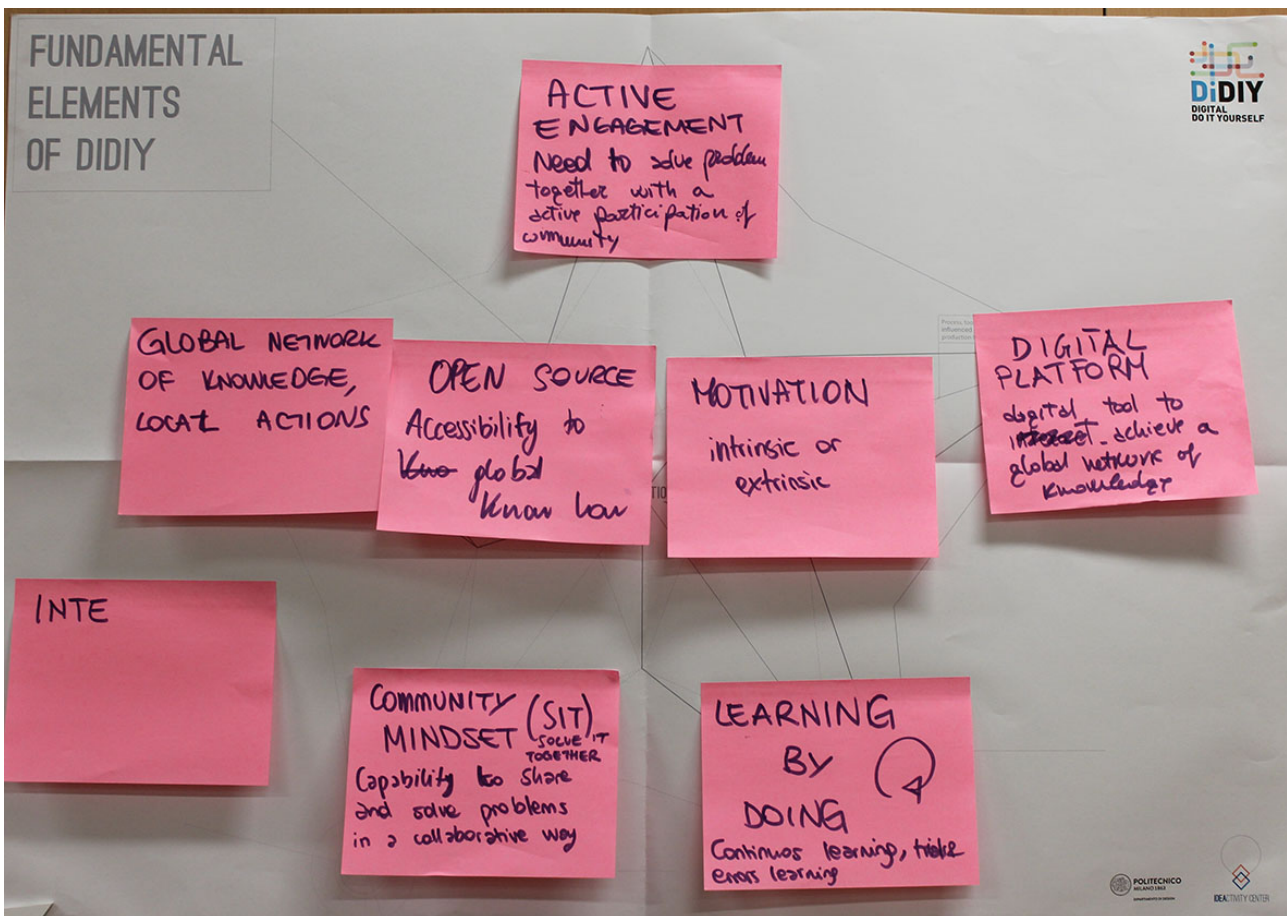 FUNDAMENTAL
ELEMENTS
OF DIDIY
DiDIY
DIGITAL
DO IT YOURSELF
ACTIVE
ENGAGEMENT
Need to solve problem
together with a
active participation of
community
GLOBAL NETWORK
OF KNOWLEDGE,
LOCAL ACTIONS
OPEN SOURCE
Accessibility to
Kno global
Know how
MOTIVATION
intrinsic or
extrinsic
influenced
production
DIGITAL
PLATFORM
digital tool to
achieve a
global network of
knowledge
INTE
COMMUNITY (SIT)
MINDSET SOLVE IT
TOGETHER
Capability to share
and solve problems
in a collaborative way
LEARNING
BY
DOING
Continuos learning, trial &
errors learning
POLITECNICO
MILANO 1863
IDEACTIVITY CENTER